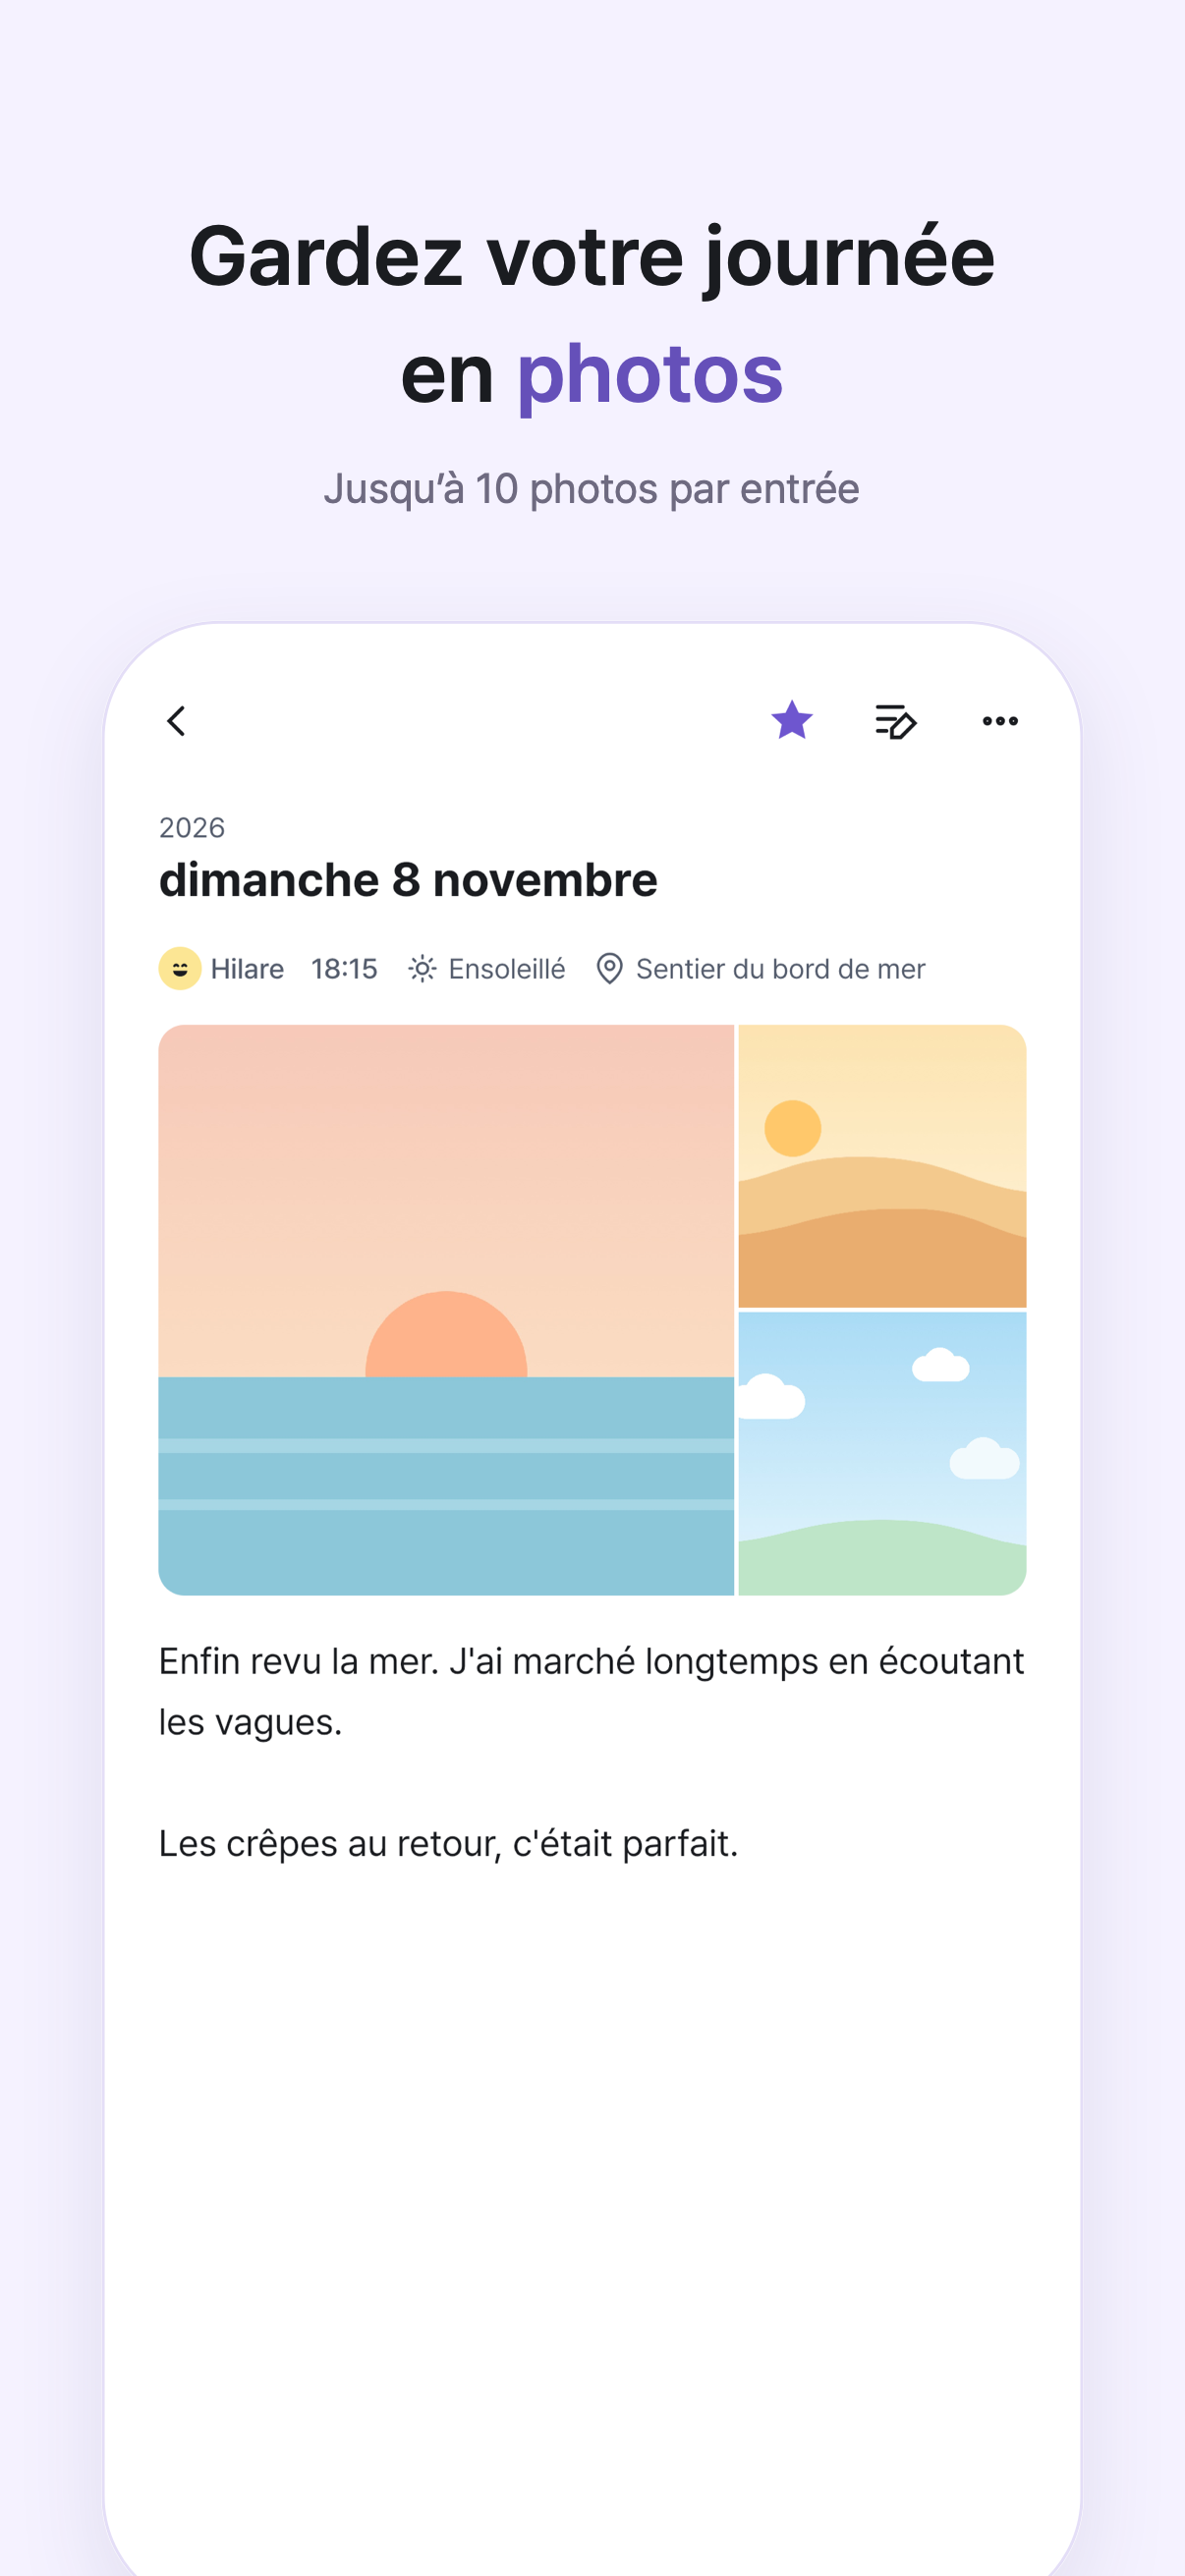 Gardez votre journée
en photos
Jusqu’à 10 photos par entrée
2026
dimanche 8 novembre
Hilare 18:15 Ensoleillé Sentier du bord de mer
Enfin revu la mer. J'ai marché longtemps en écoutant
les vagues.
Les crêpes au retour, c'était parfait.